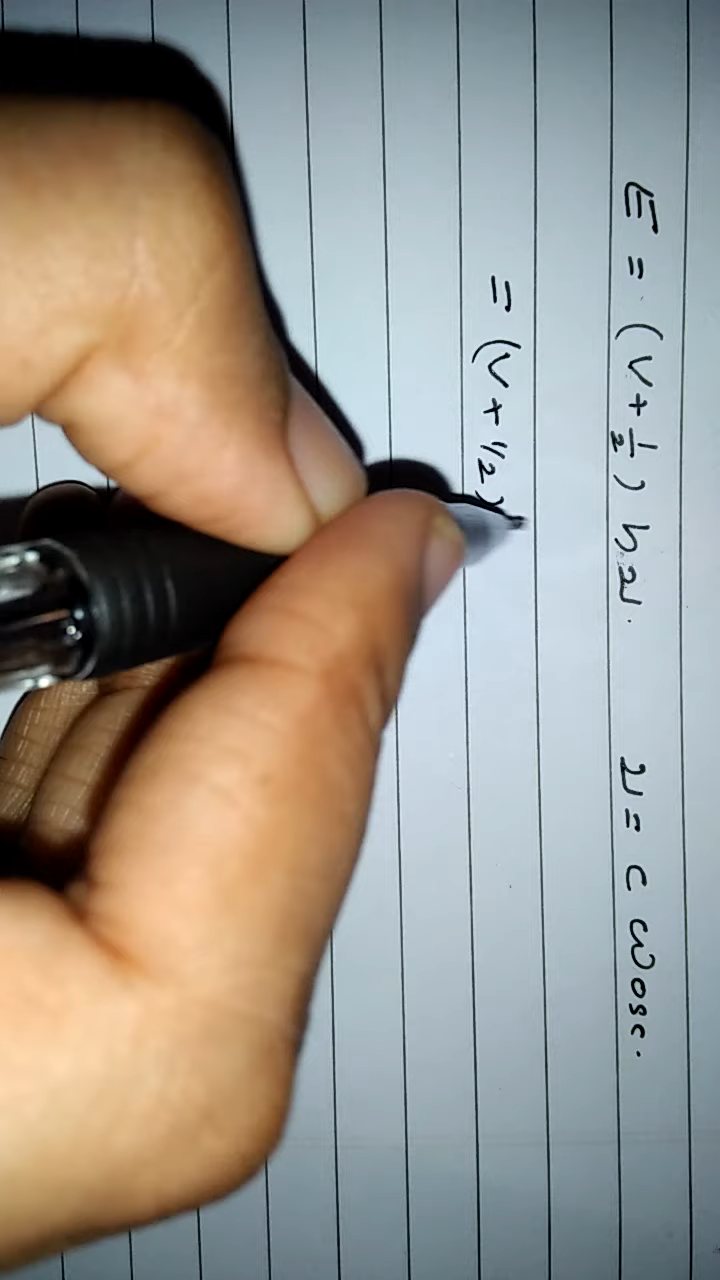 E = (v + 1/2) hν. ν = c ωosc.
= (v + 1/2)